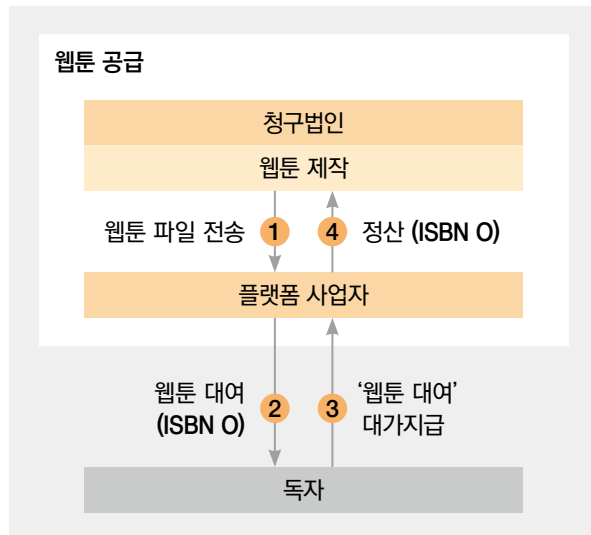 웹툰 공급
청구법인
웹툰 제작
웹툰 파일 전송 1 4 정산 (ISBN O)
플랫폼 사업자
웹툰 대여
(ISBN O)
2 3
‘웹툰 대여’
대가지급
독자